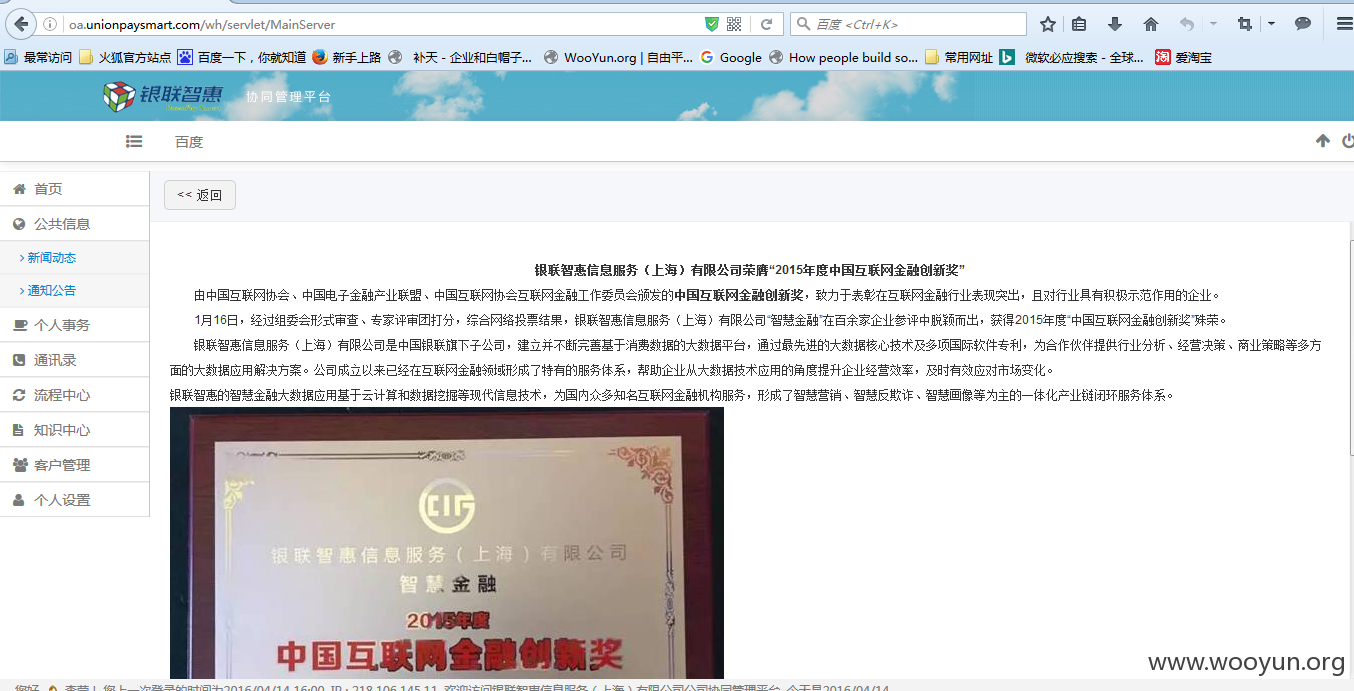 oa.unionpaysmart.com/wh/servlet/MainServer
百度 <Ctrl+K>
最常访问 火狐官方站点 百度一下，你就知道 新手上路 补天 - 企业和白帽子... WooYun.org | 自由平... Google How people build so... 常用网址 微软必应搜索 - 全球... 爱淘宝
银联智惠 协同管理平台
百度
首页
公共信息
新闻动态
通知公告
个人事务
通讯录
流程中心
知识中心
客户管理
个人设置
<< 返回
银联智惠信息服务（上海）有限公司荣膺“2015年度中国互联网金融创新奖”
由中国互联网协会、中国电子金融产业联盟、中国互联网协会互联网金融工作委员会颁发的中国互联网金融创新奖，致力于表彰在互联网金融行业表现突出，且对行业具有积极示范作用的企业。
1月16日，经过组委会形式审查、专家评审团打分，综合网络投票结果，银联智惠信息服务（上海）有限公司“智慧金融”在百余家企业参评中脱颖而出，获得2015年度“中国互联网金融创新奖”殊荣。
银联智惠信息服务（上海）有限公司是中国银联旗下子公司，建立并不断完善基于消费数据的大数据平台，通过最先进的大数据核心技术及多项国际软件专利，为合作伙伴提供行业分析、经营决策、商业策略等多方
面的大数据应用解决方案。公司成立以来已经在互联网金融领域形成了特有的服务体系，帮助企业从大数据技术应用的角度提升企业经营效率，及时有效应对市场变化。
银联智惠的智慧金融大数据应用基于云计算和数据挖掘等现代信息技术，为国内众多知名互联网金融机构服务，形成了智慧营销、智慧反欺诈、智慧画像等为主的一体化产业链闭环服务体系。
CIFG
银联智惠信息服务（上海）有限公司
智慧金融
2015年度
中国互联网金融创新奖
www.wooyun.org
您上一次登录的时间为2016/04/14 16:00, IP：218.106.145.11 欢迎访问银联智惠信息服务（上海）有限公司公司协同管理平台 今天是2016/04/14